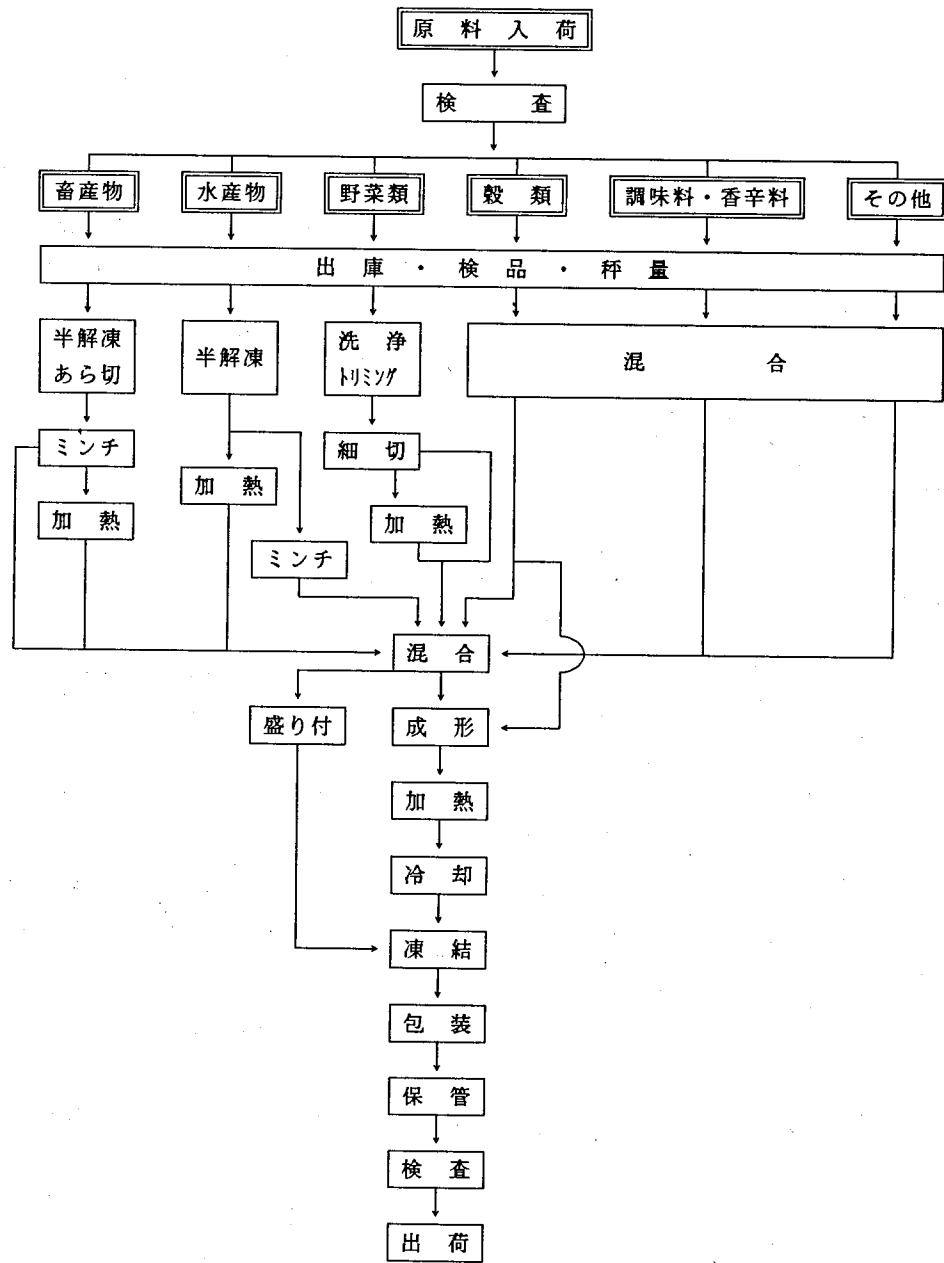 原料入荷
検査
畜産物
水産物
野菜類
穀類
調味料・香辛料
その他
出庫・検品・秤量
半解凍
あら切
半解凍
洗浄
トリミング
混合
ミンチ
細切
加熱
加熱
加熱
ミンチ
混合
盛り付
成形
加熱
冷却
凍結
包装
保管
検査
出荷